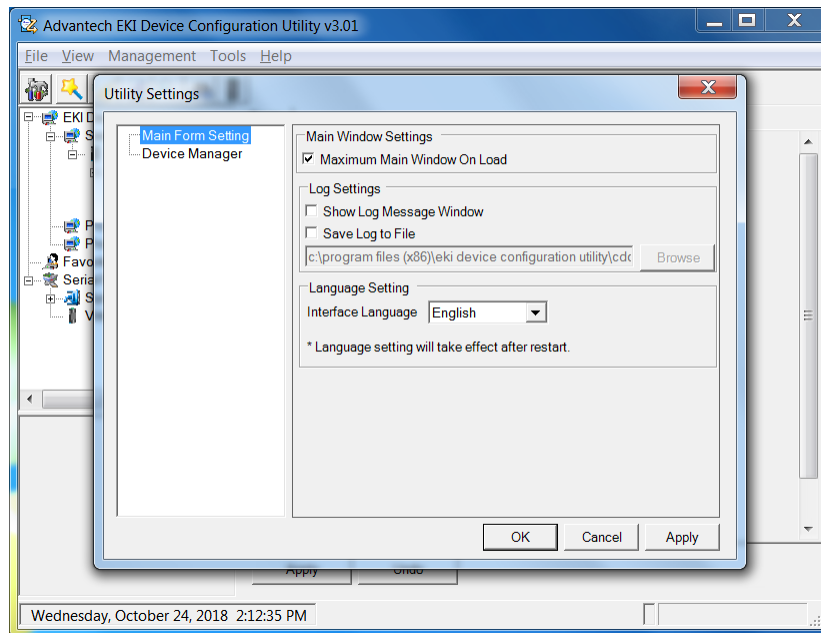 Advantech EKI Device Configuration Utility v3.01
File View Management Tools Help
Utility Settings
EKI D
S
P
P
Favo
Seria
S
V
Main Form Setting
Device Manager
Main Window Settings
Maximum Main Window On Load
Log Settings
Show Log Message Window
Save Log to File
c:\program files (x86)\eki device configuration utility\cdc
Browse
Language Setting
Interface Language English
* Language setting will take effect after restart.
OK Cancel Apply
Apply Undo
Wednesday, October 24, 2018 2:12:35 PM